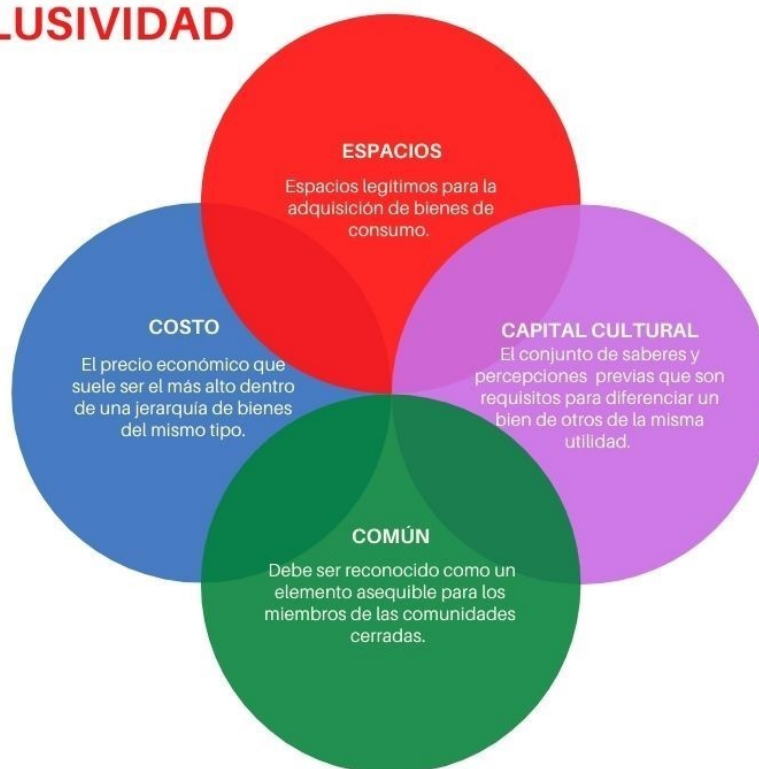 LUSIVIDAD
ESPACIOS
Espacios legítimos para la
adquisición de bienes de
consumo.
COSTO
El precio económico que
suele ser el más alto dentro
de una jerarquía de bienes
del mismo tipo.
CAPITAL CULTURAL
El conjunto de saberes y
percepciones previas que son
requisitos para diferenciar un
bien de otros de la misma
utilidad.
COMÚN
Debe ser reconocido como un
elemento asequible para los
miembros de las comunidades
cerradas.